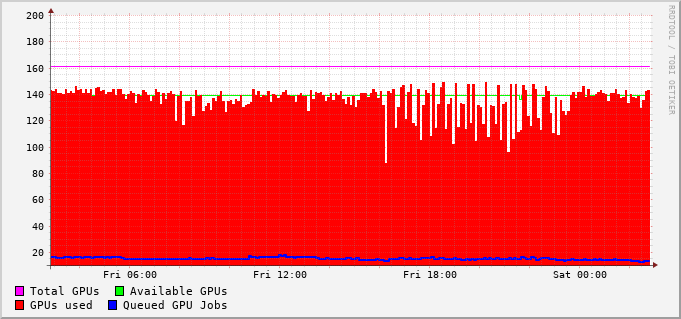 200
180
160
140
120
100
80
60
40
20
Fri 06:00 Fri 12:00 Fri 18:00 Sat 00:00
Total GPUs Available GPUs
GPUs used Queued GPU Jobs
RRDTOOL / TOBI OETIKER